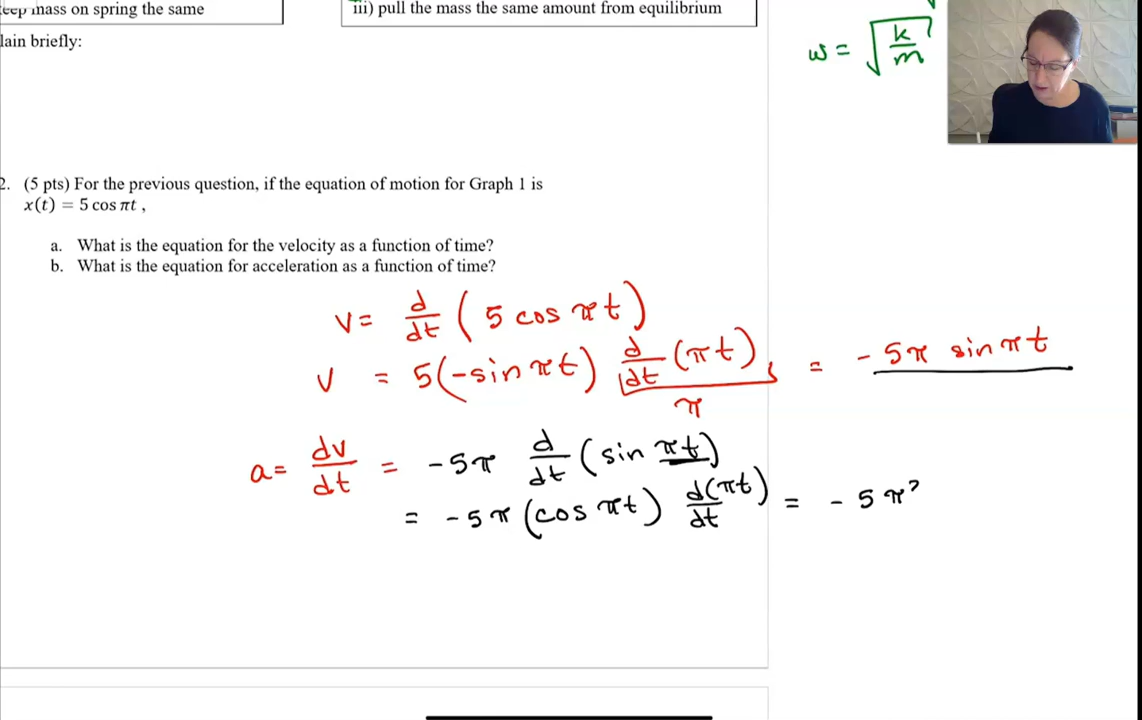 eep mass on spring the same
iii) pull the mass the same amount from equilibrium
lain briefly:
ω = √(k/m)
2. (5 pts) For the previous question, if the equation of motion for Graph 1 is
x(t) = 5 cos πt ,
a. What is the equation for the velocity as a function of time?
b. What is the equation for acceleration as a function of time?
v = d/dt ( 5 cos πt )
v = 5(-sin πt) d/dt (πt) = - 5π sin πt
π
a = dv/dt = -5π d/dt (sin πt)
= -5π (cos πt) d(πt)/dt = - 5 π²